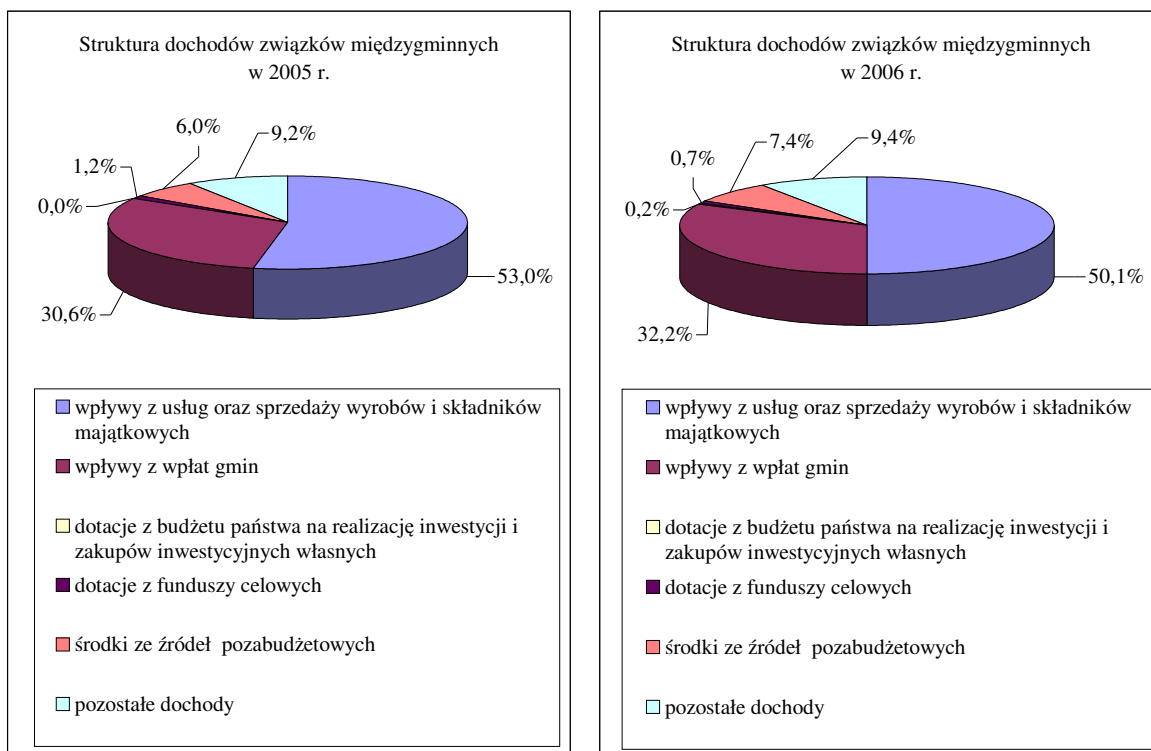 Struktura dochodów związków międzygminnych
w 2005 r.
6,0%
9,2%
1,2%
0,0%
53,0%
30,6%
wpływy z usług oraz sprzedaży wyrobów i składników
majątkowych
wpływy z wpłat gmin
dotacje z budżetu państwa na realizację inwestycji i
zakupów inwestycyjnych własnych
dotacje z funduszy celowych
środki ze źródeł  pozabudżetowych
pozostałe dochody
Struktura dochodów związków międzygminnych
w 2006 r.
7,4%
9,4%
0,7%
0,2%
50,1%
32,2%
wpływy z usług oraz sprzedaży wyrobów i składników
majątkowych
wpływy z wpłat gmin
dotacje z budżetu państwa na realizację inwestycji i
zakupów inwestycyjnych własnych
dotacje z funduszy celowych
środki ze źródeł  pozabudżetowych
pozostałe dochody